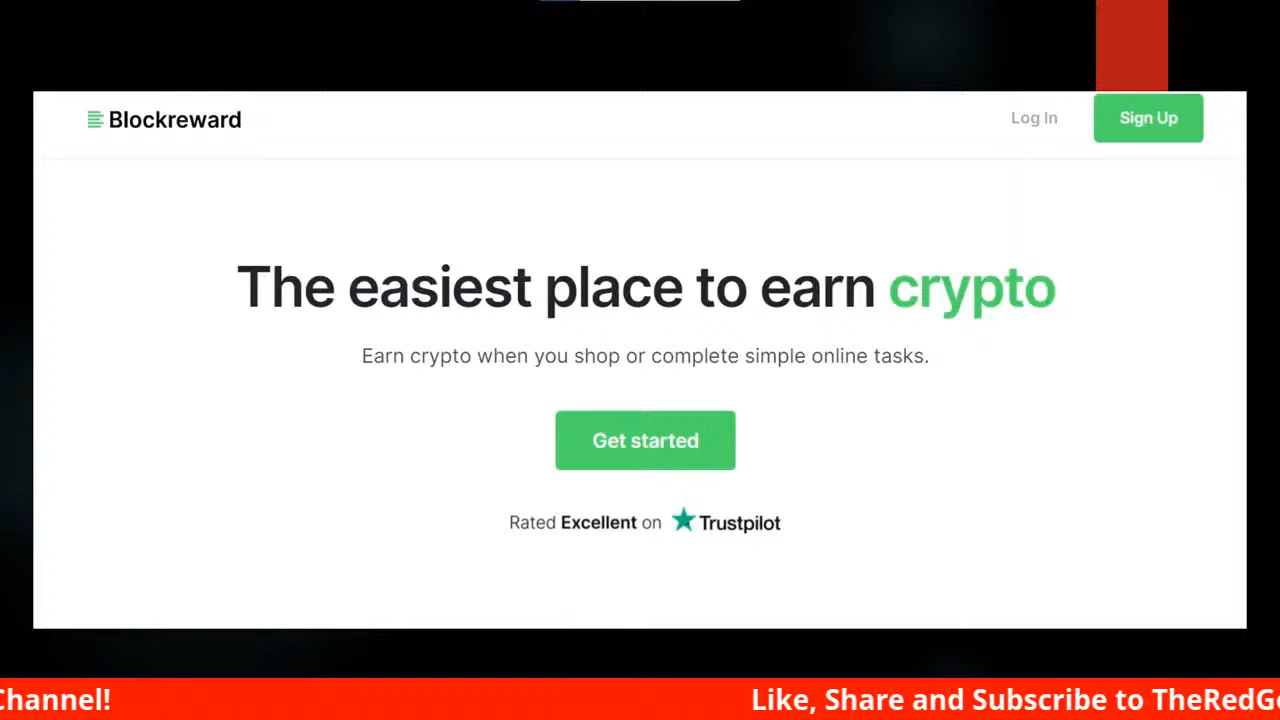 Blockreward
Log In
Sign Up
The easiest place to earn crypto
Earn crypto when you shop or complete simple online tasks.
Get started
Rated Excellent on Trustpilot
Channel!
Like, Share and Subscribe to